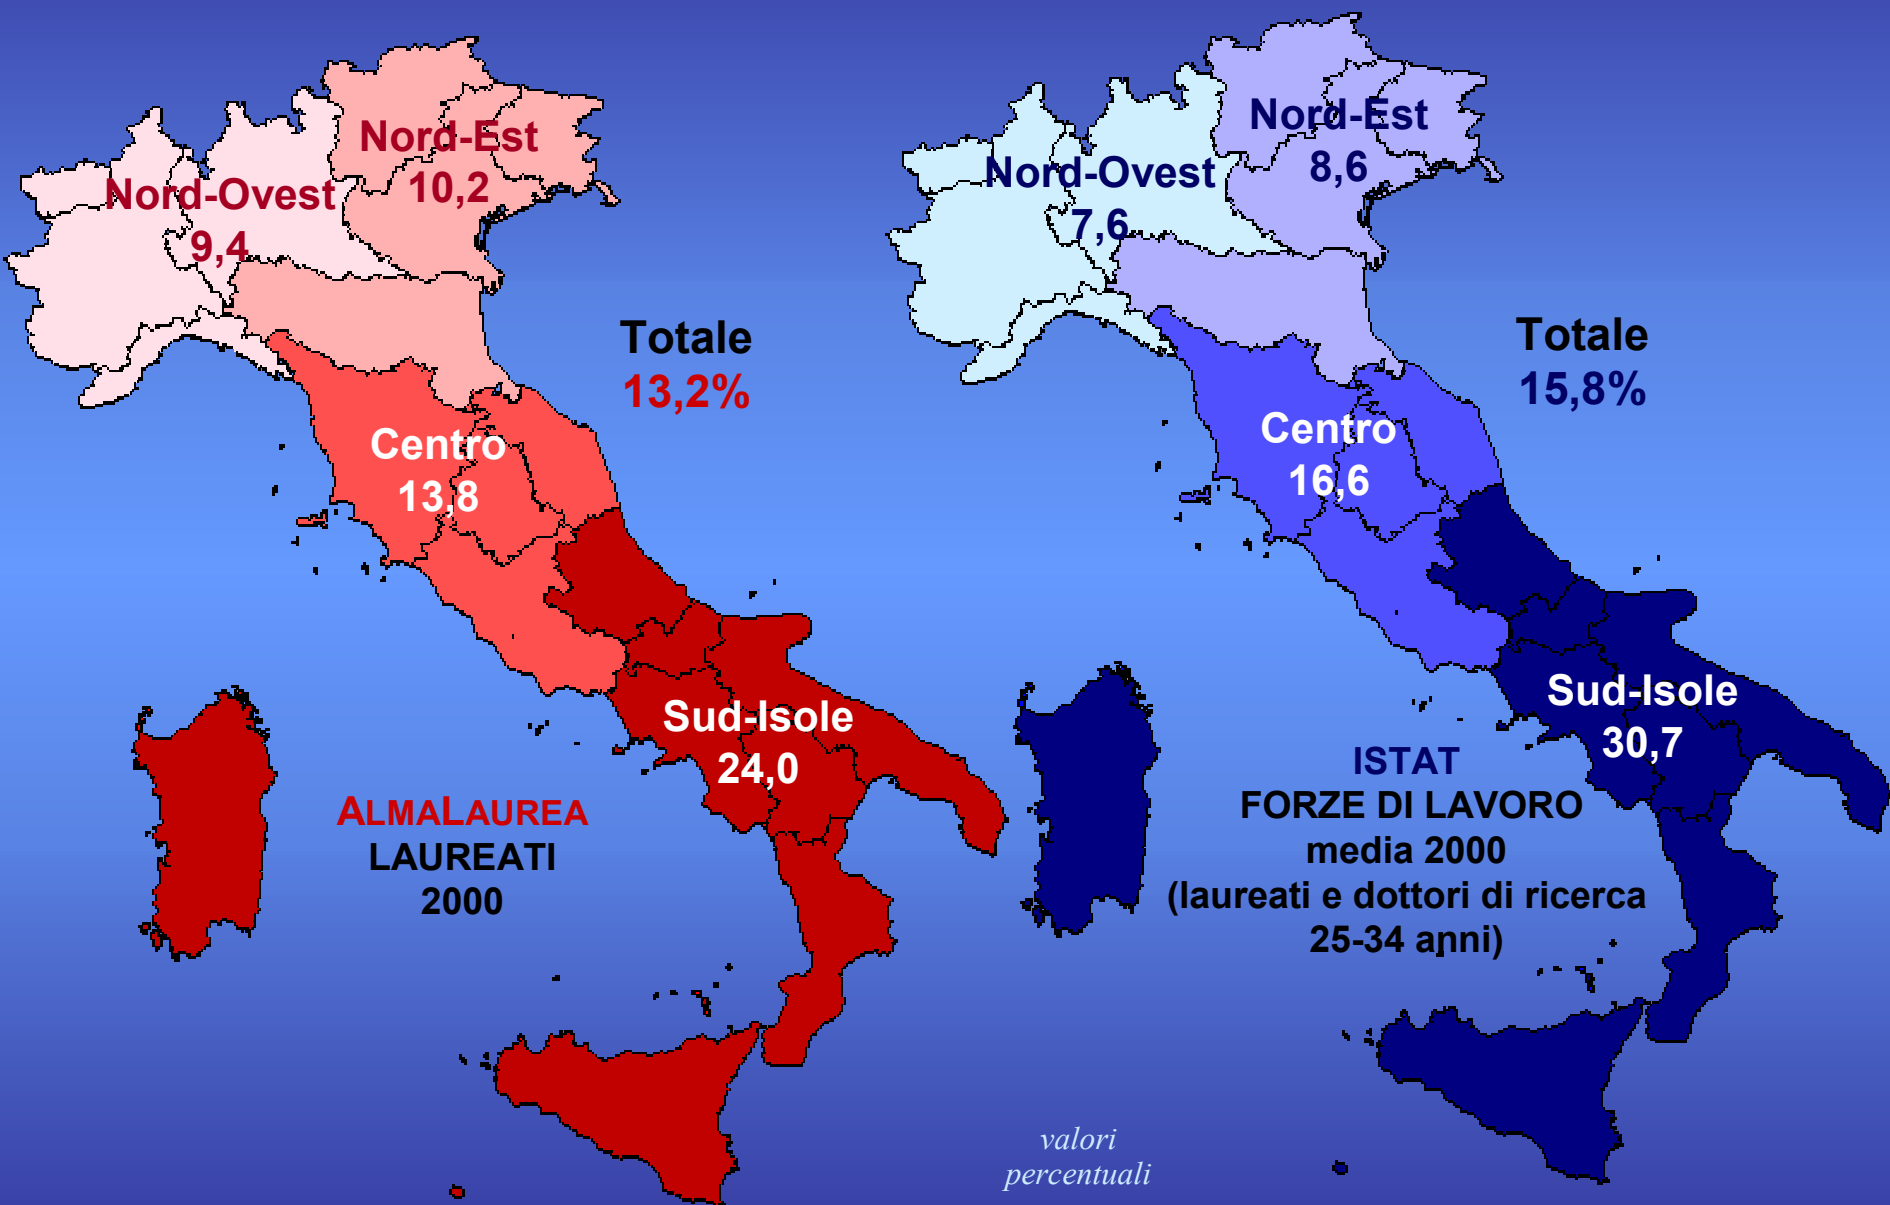 Nord-Est
10,2
Nord-Ovest
9,4
Totale
13,2%
Centro
13,8
Sud-Isole
24,0
ALMALAUREA
LAUREATI
2000
Nord-Est
8,6
Nord-Ovest
7,6
Totale
15,8%
Centro
16,6
Sud-Isole
30,7
ISTAT
FORZE DI LAVORO
media 2000
(laureati e dottori di ricerca
25-34 anni)
valori
percentuali